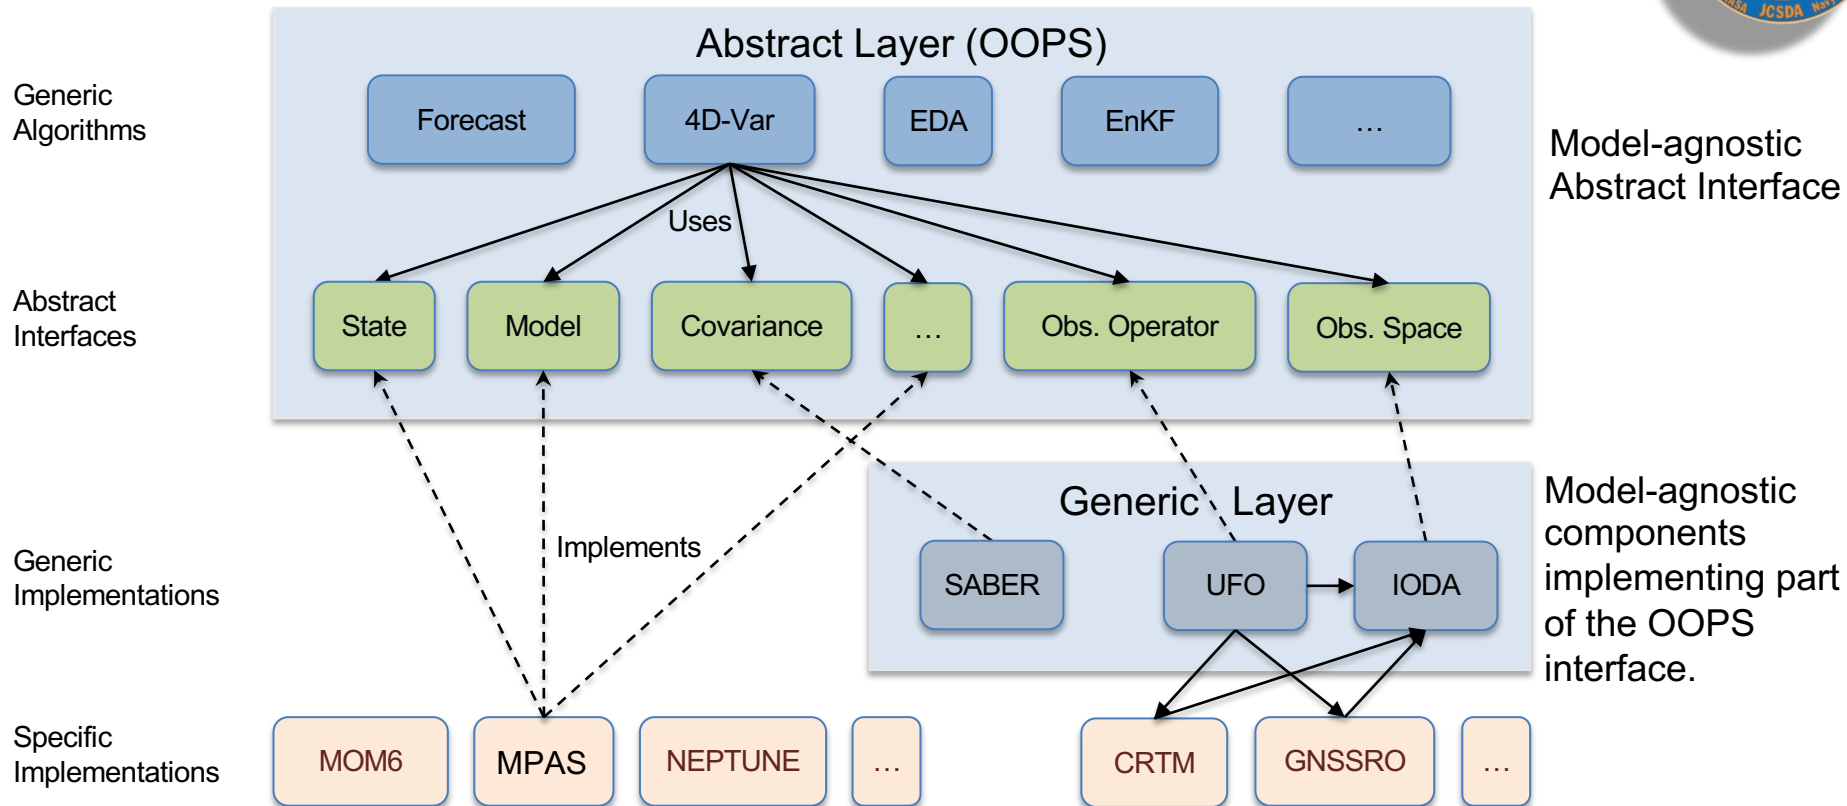 JCSDA
Abstract Layer (OOPS)
Generic
Algorithms
Forecast
4D-Var
EDA
EnKF
...
Model-agnostic
Abstract Interface
Uses
Abstract
Interfaces
State
Model
Covariance
...
Obs. Operator
Obs. Space
Generic Layer
Model-agnostic
components
implementing part
of the OOPS
interface.
Implements
Generic
Implementations
SABER
UFO
IODA
Specific
Implementations
MOM6
MPAS
NEPTUNE
...
CRTM
GNSSRO
...